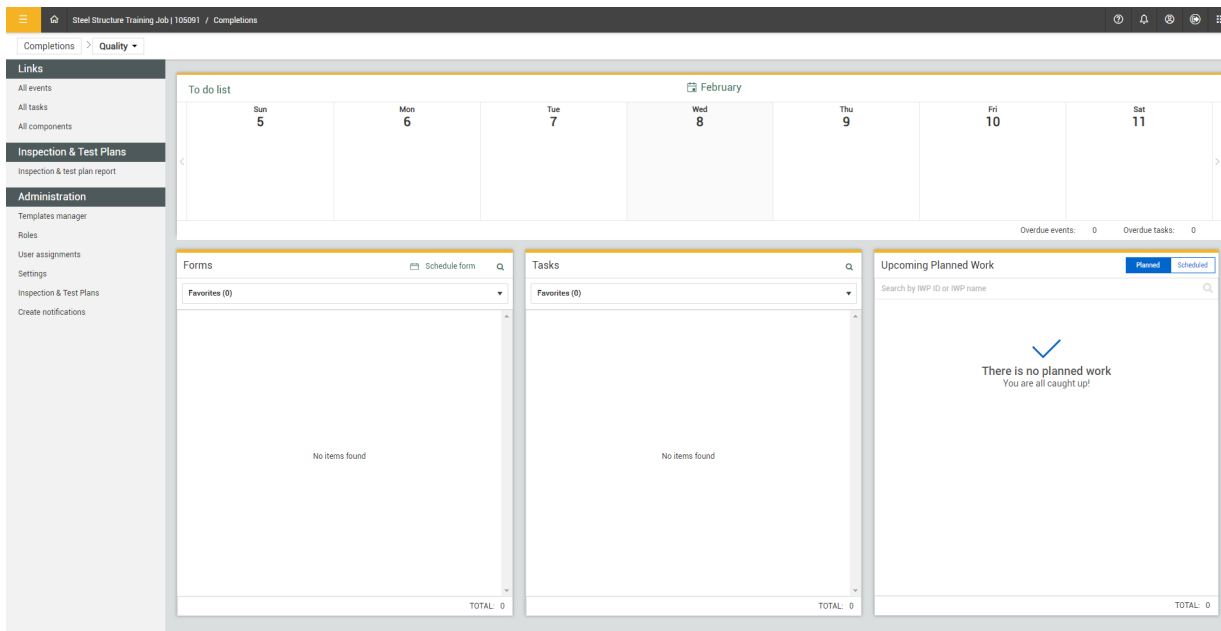 Steel Structure Training Job | 105091 / Completions
Completions > Quality
Links
All events
All tasks
All components
Inspection & Test Plans
Inspection & test plan report
Administration
Templates manager
Roles
User assignments
Settings
Inspection & Test Plans
Create notifications
To do list
February
Sun Mon Tue Wed Thu Fri Sat
5 6 7 8 9 10 11
Overdue events: 0 Overdue tasks: 0
Forms Schedule form
Favorites (0)
No items found
TOTAL: 0
Tasks
Favorites (0)
No items found
TOTAL: 0
Upcoming Planned Work Planned Scheduled
Search by IWP ID or IWP name
There is no planned work
You are all caught up!
TOTAL: 0